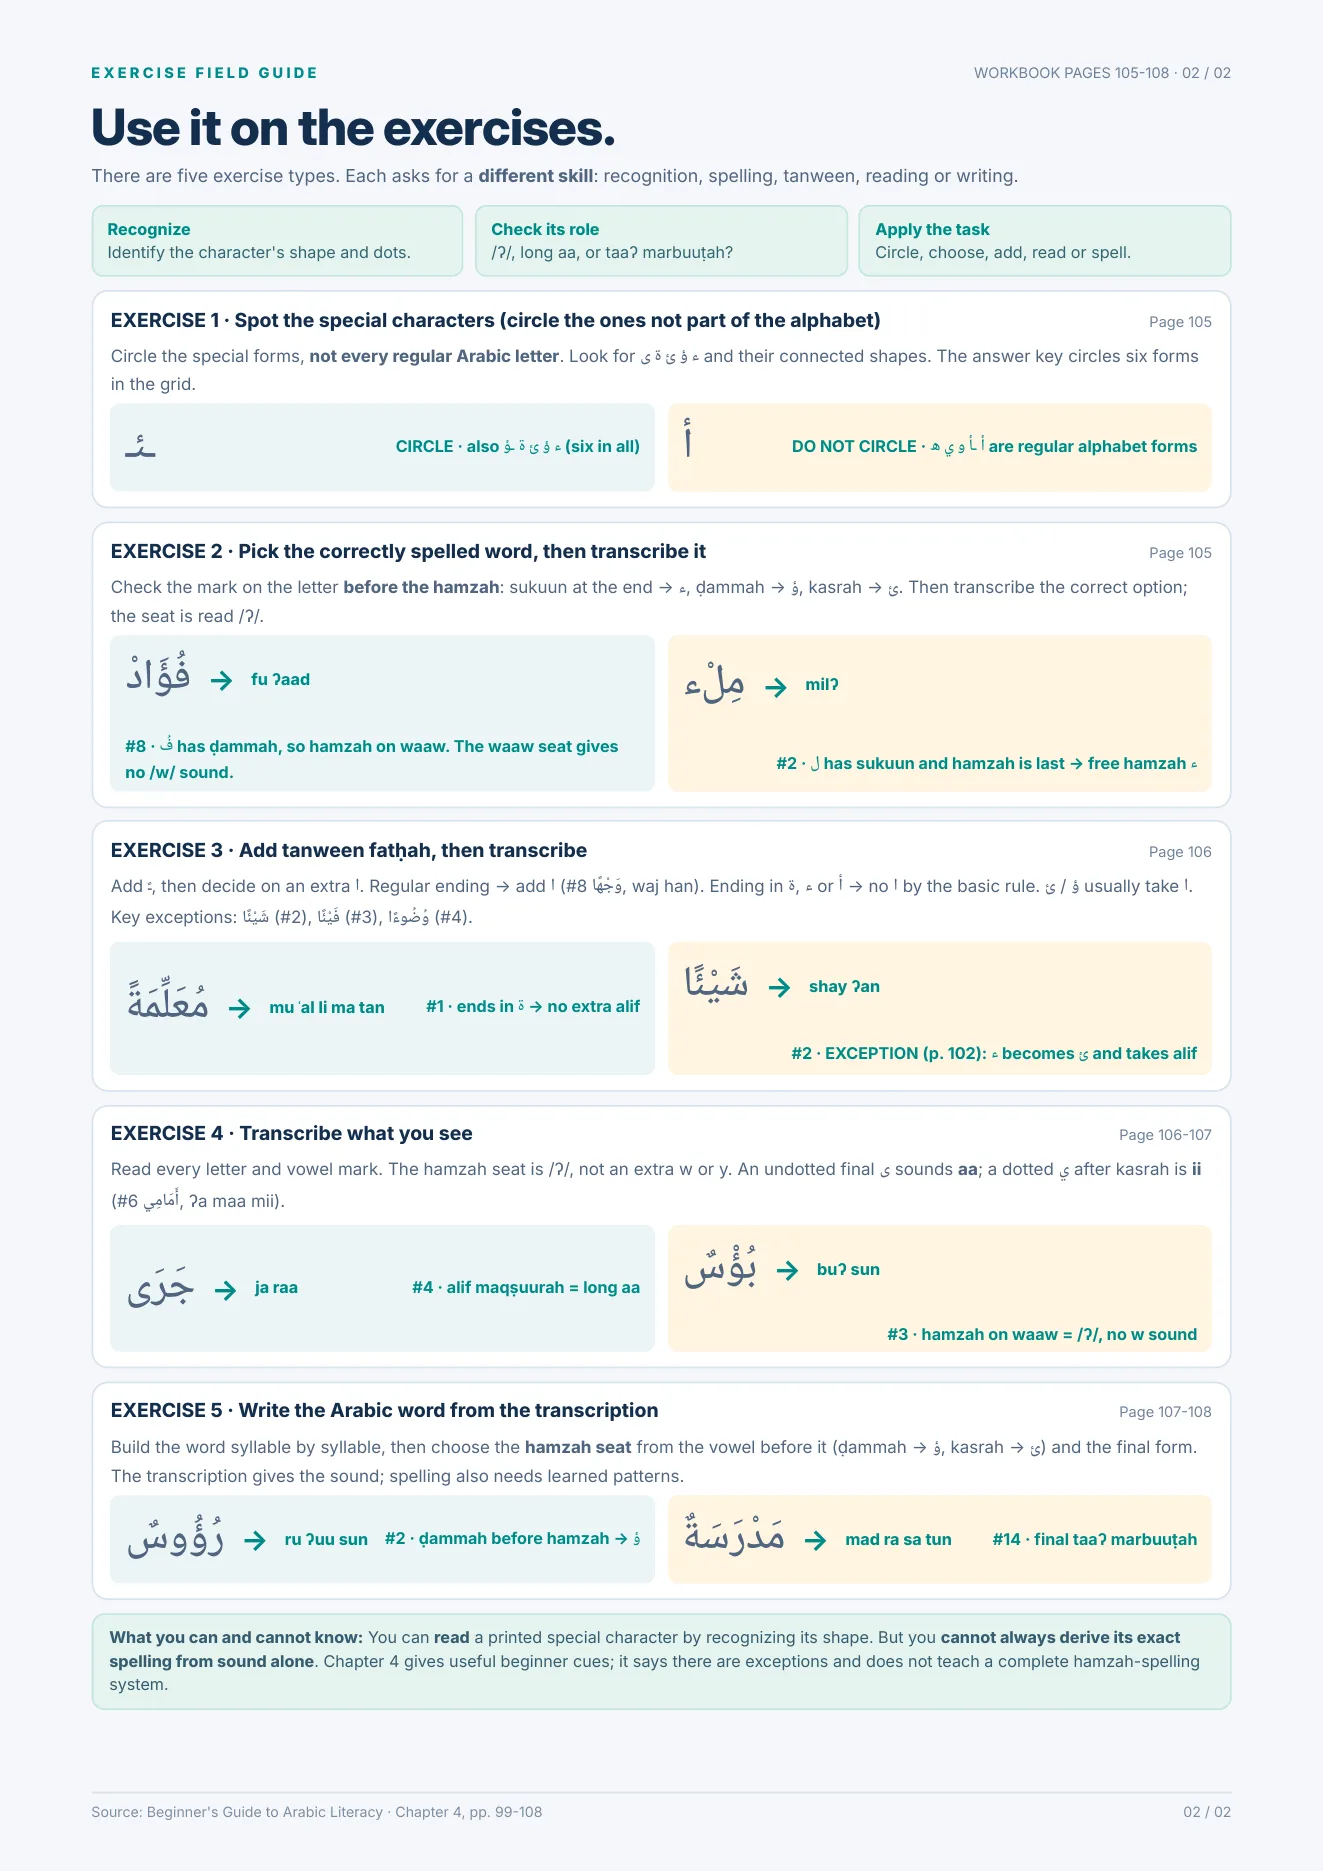 EXERCISE FIELD GUIDE
WORKBOOK PAGES 105-108 · 02 / 02
Use it on the exercises.
There are five exercise types. Each asks for a different skill: recognition, spelling, tanween, reading or writing.
Recognize
Identify the character's shape and dots.
Check its role
/ʔ/, long aa, or taaʔ marbuuṭah?
Apply the task
Circle, choose, add, read or spell.
EXERCISE 1 · Spot the special characters (circle the ones not part of the alphabet)
Page 105
Circle the special forms, not every regular Arabic letter. Look for ء ؤ ئ ة ى and their connected shapes. The answer key circles six forms
in the grid.
ـئـ
CIRCLE · also ء ؤ ئ ة ـؤ (six in all)
أ
DO NOT CIRCLE · أ ـأ و ي ه are regular alphabet forms
EXERCISE 2 · Pick the correctly spelled word, then transcribe it
Page 105
Check the mark on the letter before the hamzah: sukuun at the end → ء, ḍammah → ؤ, kasrah → ئ. Then transcribe the correct option;
the seat is read /ʔ/.
فُؤَادْ → fu ʔaad
#8 · فُ has ḍammah, so hamzah on waaw. The waaw seat gives
no /w/ sound.
مِلْء → milʔ
#2 · ل has sukuun and hamzah is last → free hamzah ء
EXERCISE 3 · Add tanween fatḥah, then transcribe
Page 106
Add ً, then decide on an extra ا. Regular ending → add ا (#8 وَجْهًا, waj han). Ending in ة, ء or أ → no ا by the basic rule. ئ / ؤ usually take ا.
Key exceptions: شَيْئًا (#2), فَيْئًا (#3), وُضُوءًا (#4).
مُعَلِّمَةً → mu ʿal li ma tan
#1 · ends in ة → no extra alif
شَيْئًا → shay ʔan
#2 · EXCEPTION (p. 102): ء becomes ئ and takes alif
EXERCISE 4 · Transcribe what you see
Page 106-107
Read every letter and vowel mark. The hamzah seat is /ʔ/, not an extra w or y. An undotted final ى sounds aa; a dotted ي after kasrah is ii
(#6 أَمَامِي, ʔa maa mii).
جَرَى → ja raa
#4 · alif maqṣuurah = long aa
بُؤْسٌ → buʔ sun
#3 · hamzah on waaw = /ʔ/, no w sound
EXERCISE 5 · Write the Arabic word from the transcription
Page 107-108
Build the word syllable by syllable, then choose the hamzah seat from the vowel before it (ḍammah → ؤ, kasrah → ئ) and the final form.
The transcription gives the sound; spelling also needs learned patterns.
رُؤُوسٌ → ru ʔuu sun
#2 · ḍammah before hamzah → ؤ
مَدْرَسَةٌ → mad ra sa tun
#14 · final taaʔ marbuuṭah
What you can and cannot know: You can read a printed special character by recognizing its shape. But you cannot always derive its exact
spelling from sound alone. Chapter 4 gives useful beginner cues; it says there are exceptions and does not teach a complete hamzah-spelling
system.
Source: Beginner's Guide to Arabic Literacy · Chapter 4, pp. 99-108
02 / 02